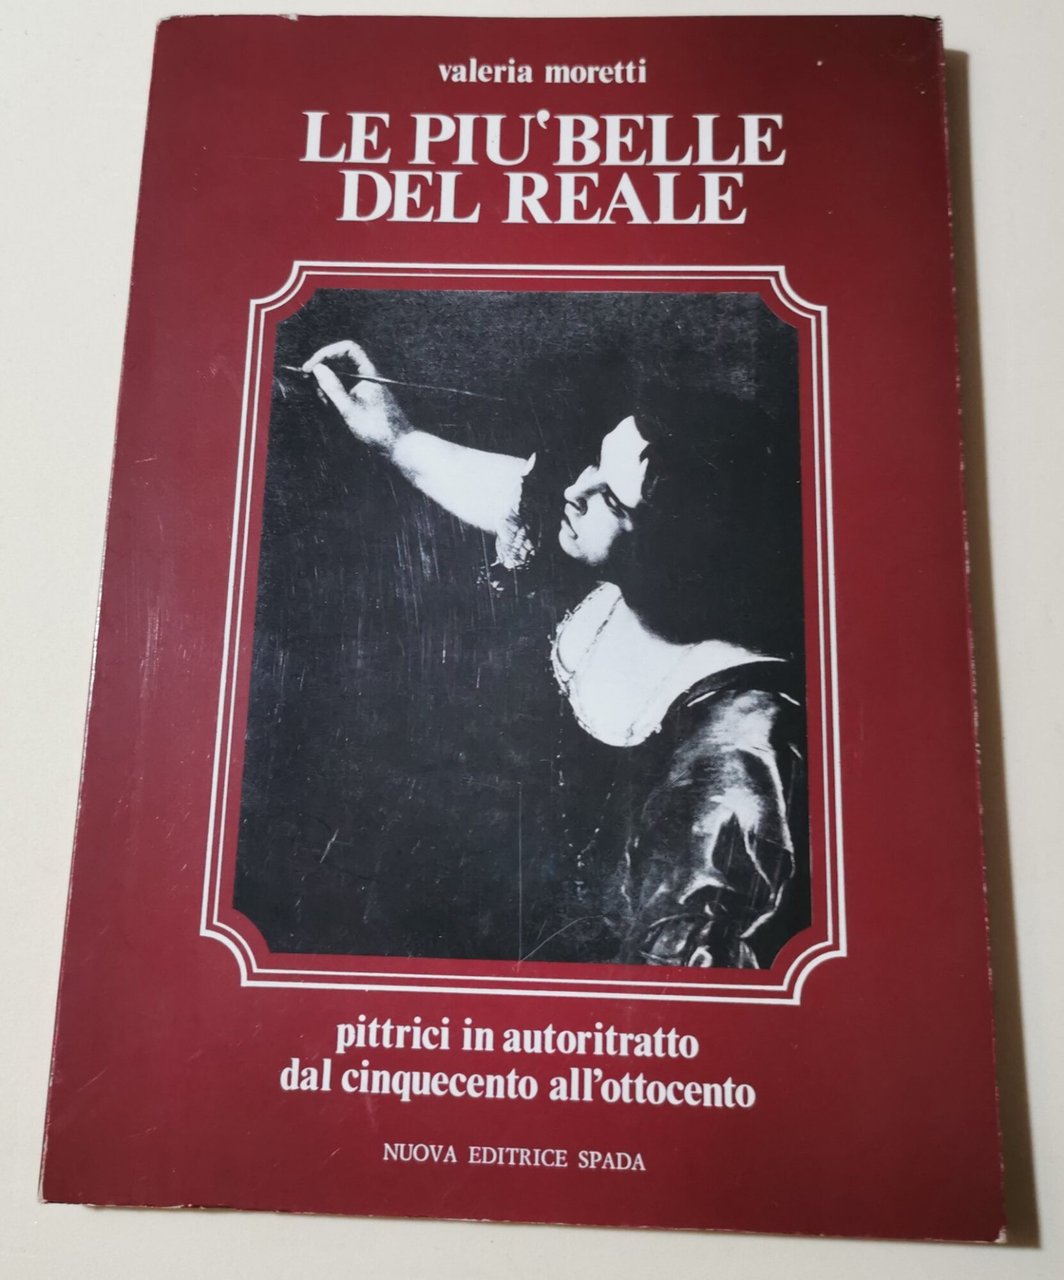 valeria moretti
LE PIU' BELLE
DEL REALE
pittrici in autoritratto
dal cinquecento all'ottocento
NUOVA EDITRICE SPADA